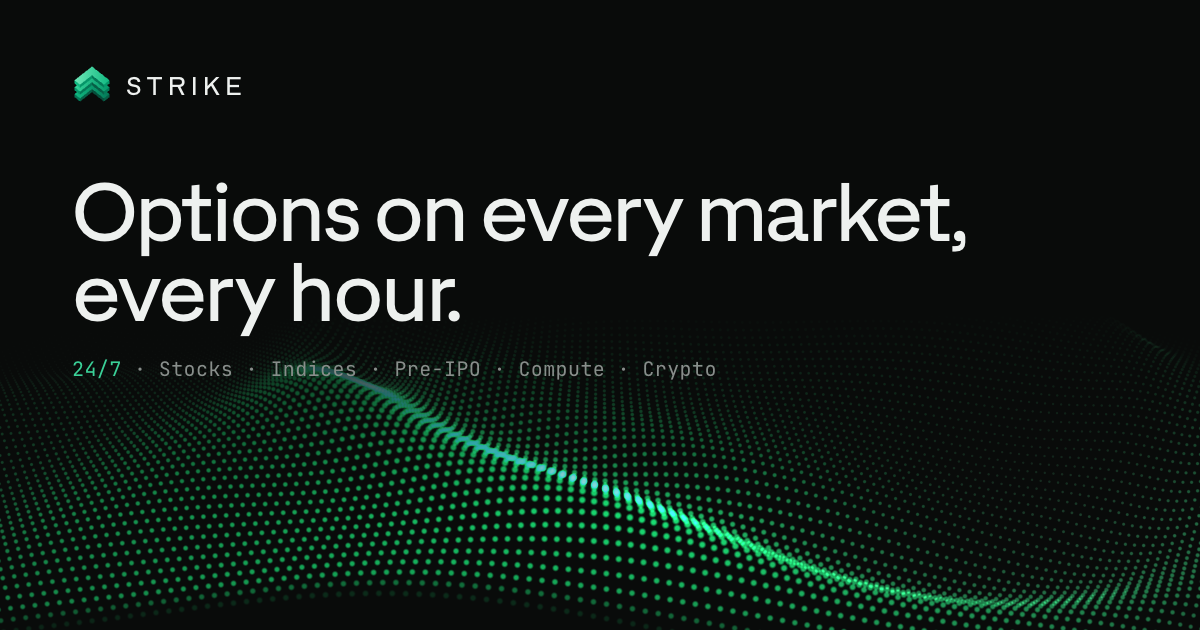 STRIKE
Options on every market,
every hour.
24/7 · Stocks · Indices · Pre-IPO · Compute · Crypto